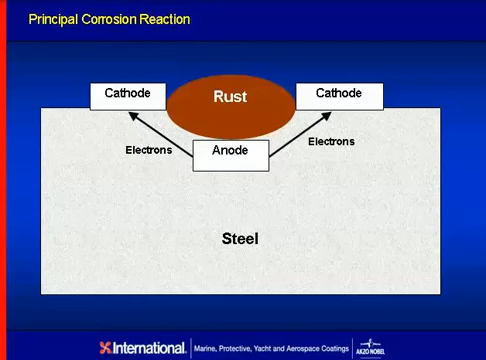 Principal Corrosion Reaction
Cathode
Rust
Cathode
Electrons
Anode
Electrons
Steel
International.
Marine, Protective, Yacht and Aerospace Coatings
AKZO NOBEL